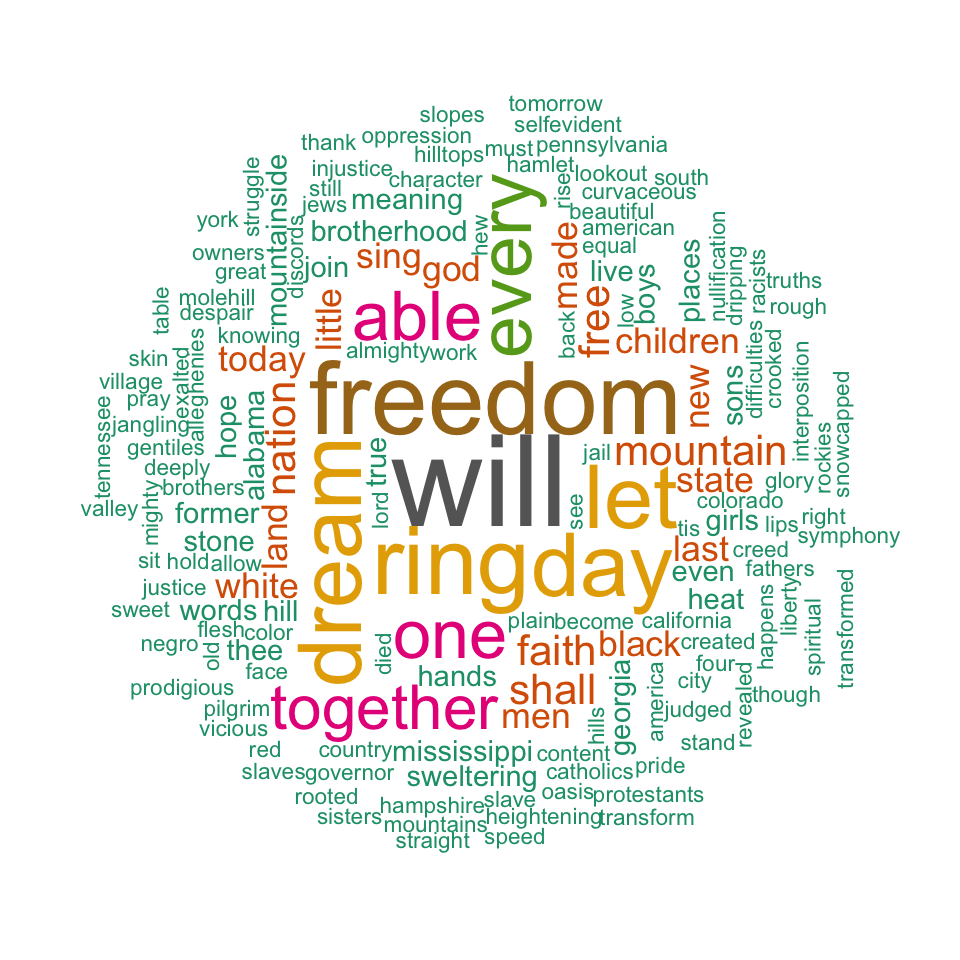 tomorrow
slopes
selfevident
thank
oppression
pennsylvania
hilltops
must
hamlet
injustice
character
lookout
south
struggle
mountainside
still
meaning
rise
curvaceous
jews
beautiful
york
brotherhood
hew
every
american
discords
owners
join
sing
god
made
equal
great
live
boys
places
nullification
dripping
racists
truths
table
molehill
despair
little
able
back
free
low
rough
knowing
today
almighty
work
children
difficulties
crooked
skin
exalted
alleghenies
freedom
new
sons
interposition
village
pray
hope
nation
snowcapped
tennessee
jangling
alabama
rockies
gentiles
dream
true
will
jail
mountain
deeply
brothers
let
state
glory
valley
mighty
former
lord
see
colorado
tis
girls
lips
right
stone
land
ring
day
last
creed
symphony
sit
hold
allow
even
fathers
justice
white
heat
sweet
words
hill
plain
become
california
happens
liberty
spiritual
transformed
flesh
color
one
negro
old
thee
died
faith
black
created
face
hands
four
prodigious
together
shall
georgia
america
city
revealed
though
pilgrim
men
hills
judged
vicious
stand
red
country
mississippi
content
slaves
governor
sweltering
catholics
pride
rooted
hampshire
slave
oasis
protestants
sisters
mountains
heightening
transform
straight
speed